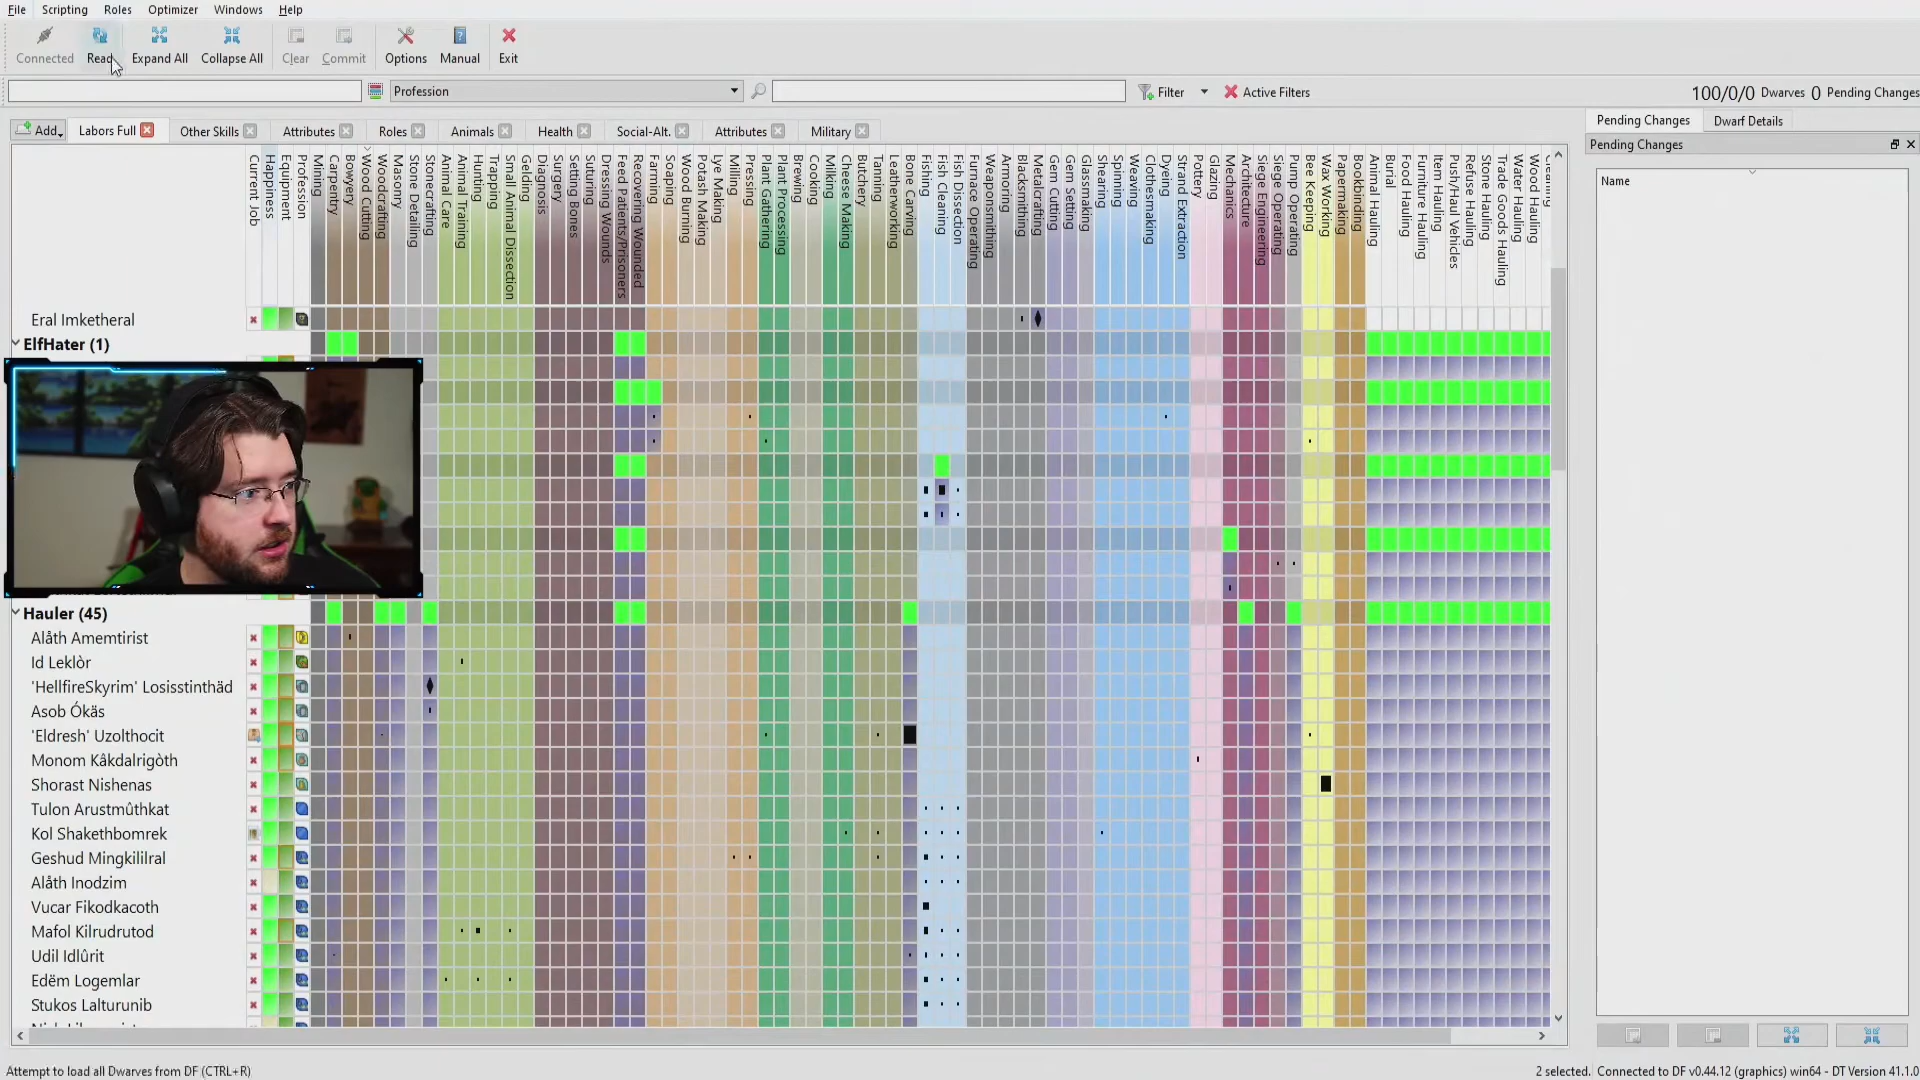 File Scripting Roles Optimizer Windows Help
Connected Read Expand All Collapse All Clear Commit Options Manual Exit
Profession Filter Active Filters 100/0/0 Dwarves 0 Pending Changes
Add Labors Full Other Skills Attributes Roles Animals Health Social-Alt. Attributes Military
Pending Changes Dwarf Details
Pending Changes
Name
Current Job
Happiness
Equipment
Profession
Mining
Carpentry
Bowyery
Wood Cutting
Woodcrafting
Masonry
Stone Detailing
Stonecrafting
Animal Care
Animal Training
Hunting
Trapping
Small Animal Dissection
Gelding
Diagnosis
Surgery
Setting Bones
Suturing
Dressing Wounds
Feed Patients/Prisoners
Recovering Wounded
Farming
Soaping
Wood Burning
Potash Making
Lye Making
Milling
Pressing
Plant Gathering
Plant Processing
Brewing
Cooking
Milking
Cheese Making
Butchery
Tanning
Leatherworking
Bone Carving
Fishing
Fish Cleaning
Fish Dissection
Furnace Operating
Weaponsmithing
Armoring
Blacksmithing
Metalcrafting
Gem Cutting
Gem Setting
Glassmaking
Shearing
Spinning
Weaving
Clothesmaking
Dyeing
Strand Extraction
Pottery
Glazing
Mechanics
Architecture
Siege Engineering
Siege Operating
Pump Operating
Bee Keeping
Wax Working
Papermaking
Bookbinding
Animal Hauling
Burial
Food Hauling
Furniture Hauling
Item Hauling
Push/Haul Vehicles
Refuse Hauling
Stone Hauling
Trade Goods Hauling
Water Hauling
Wood Hauling
Cleaning
Eral Imketheral
ElfHater (1)
Hauler (45)
Alåth Amemtirist
Id Leklòr
'HellfireSkyrim' Losisstinthäd
Asob Ókäs
'Eldresh' Uzolthocit
Monom Kâkdalrigòth
Shorast Nishenas
Tulon Arustmûthkat
Kol Shakethbomrek
Geshud Mingkililral
Alåth Inodzim
Vucar Fikodkacoth
Mafol Kilrudrutod
Udil Idlûrit
Edëm Logemlar
Stukos Lalturunib
Attempt to load all Dwarves from DF (CTRL+R) 2 selected. Connected to DF v0.44.12 (graphics) win64 - DT Version 41.1.0